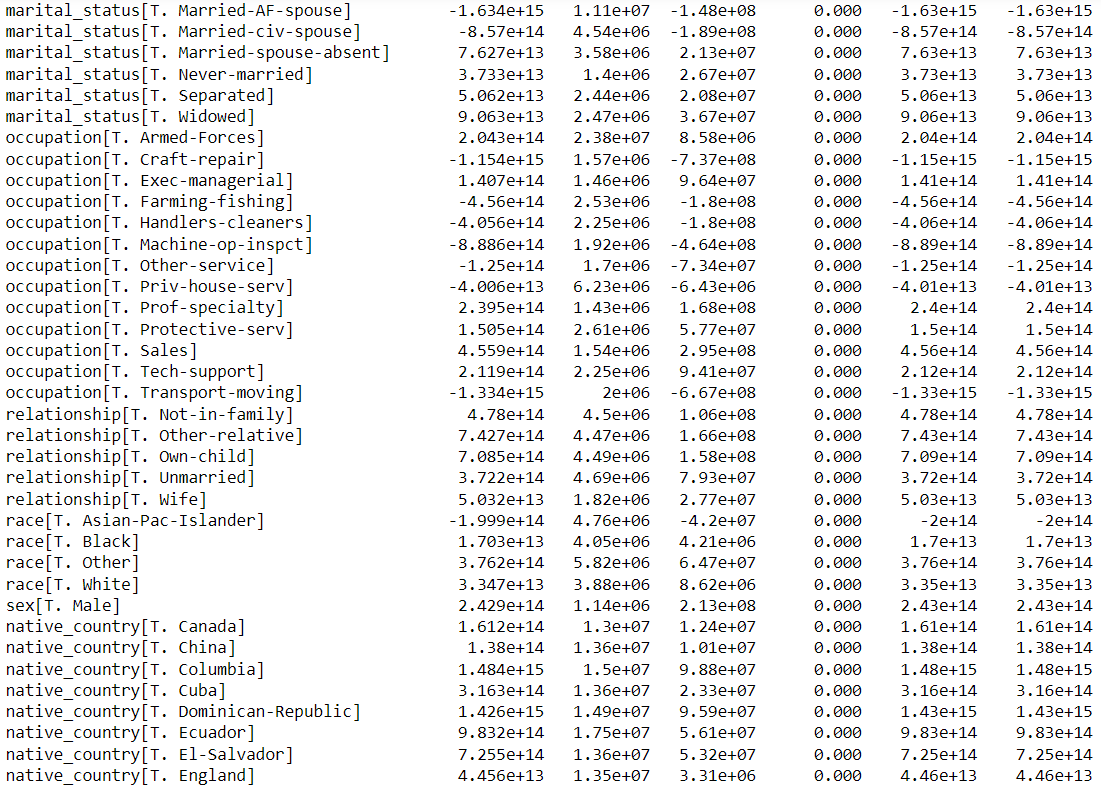 marital_status[T. Married-AF-spouse] -1.634e+15 1.11e+07 -1.48e+08 0.000 -1.63e+15 -1.63e+15
marital_status[T. Married-civ-spouse] -8.57e+14 4.54e+06 -1.89e+08 0.000 -8.57e+14 -8.57e+14
marital_status[T. Married-spouse-absent] 7.627e+13 3.58e+06 2.13e+07 0.000 7.63e+13 7.63e+13
marital_status[T. Never-married] 3.733e+13 1.4e+06 2.67e+07 0.000 3.73e+13 3.73e+13
marital_status[T. Separated] 5.062e+13 2.44e+06 2.08e+07 0.000 5.06e+13 5.06e+13
marital_status[T. Widowed] 9.063e+13 2.47e+06 3.67e+07 0.000 9.06e+13 9.06e+13
occupation[T. Armed-Forces] 2.043e+14 2.38e+07 8.58e+06 0.000 2.04e+14 2.04e+14
occupation[T. Craft-repair] -1.154e+15 1.57e+06 -7.37e+08 0.000 -1.15e+15 -1.15e+15
occupation[T. Exec-managerial] 1.407e+14 1.46e+06 9.64e+07 0.000 1.41e+14 1.41e+14
occupation[T. Farming-fishing] -4.56e+14 2.53e+06 -1.8e+08 0.000 -4.56e+14 -4.56e+14
occupation[T. Handlers-cleaners] -4.056e+14 2.25e+06 -1.8e+08 0.000 -4.06e+14 -4.06e+14
occupation[T. Machine-op-inspct] -8.886e+14 1.92e+06 -4.64e+08 0.000 -8.89e+14 -8.89e+14
occupation[T. Other-service] -1.25e+14 1.7e+06 -7.34e+07 0.000 -1.25e+14 -1.25e+14
occupation[T. Priv-house-serv] -4.006e+13 6.23e+06 -6.43e+06 0.000 -4.01e+13 -4.01e+13
occupation[T. Prof-specialty] 2.395e+14 1.43e+06 1.68e+08 0.000 2.4e+14 2.4e+14
occupation[T. Protective-serv] 1.505e+14 2.61e+06 5.77e+07 0.000 1.5e+14 1.5e+14
occupation[T. Sales] 4.559e+14 1.54e+06 2.95e+08 0.000 4.56e+14 4.56e+14
occupation[T. Tech-support] 2.119e+14 2.25e+06 9.41e+07 0.000 2.12e+14 2.12e+14
occupation[T. Transport-moving] -1.334e+15 2e+06 -6.67e+08 0.000 -1.33e+15 -1.33e+15
relationship[T. Not-in-family] 4.78e+14 4.5e+06 1.06e+08 0.000 4.78e+14 4.78e+14
relationship[T. Other-relative] 7.427e+14 4.47e+06 1.66e+08 0.000 7.43e+14 7.43e+14
relationship[T. Own-child] 7.085e+14 4.49e+06 1.58e+08 0.000 7.09e+14 7.09e+14
relationship[T. Unmarried] 3.722e+14 4.69e+06 7.93e+07 0.000 3.72e+14 3.72e+14
relationship[T. Wife] 5.032e+13 1.82e+06 2.77e+07 0.000 5.03e+13 5.03e+13
race[T. Asian-Pac-Islander] -1.999e+14 4.76e+06 -4.2e+07 0.000 -2e+14 -2e+14
race[T. Black] 1.703e+13 4.05e+06 4.21e+06 0.000 1.7e+13 1.7e+13
race[T. Other] 3.762e+14 5.82e+06 6.47e+07 0.000 3.76e+14 3.76e+14
race[T. White] 3.347e+13 3.88e+06 8.62e+06 0.000 3.35e+13 3.35e+13
sex[T. Male] 2.429e+14 1.14e+06 2.13e+08 0.000 2.43e+14 2.43e+14
native_country[T. Canada] 1.612e+14 1.3e+07 1.24e+07 0.000 1.61e+14 1.61e+14
native_country[T. China] 1.38e+14 1.36e+07 1.01e+07 0.000 1.38e+14 1.38e+14
native_country[T. Columbia] 1.484e+15 1.5e+07 9.88e+07 0.000 1.48e+15 1.48e+15
native_country[T. Cuba] 3.163e+14 1.36e+07 2.33e+07 0.000 3.16e+14 3.16e+14
native_country[T. Dominican-Republic] 1.426e+15 1.49e+07 9.59e+07 0.000 1.43e+15 1.43e+15
native_country[T. Ecuador] 9.832e+14 1.75e+07 5.61e+07 0.000 9.83e+14 9.83e+14
native_country[T. El-Salvador] 7.255e+14 1.36e+07 5.32e+07 0.000 7.25e+14 7.25e+14
native_country[T. England] 4.456e+13 1.35e+07 3.31e+06 0.000 4.46e+13 4.46e+13